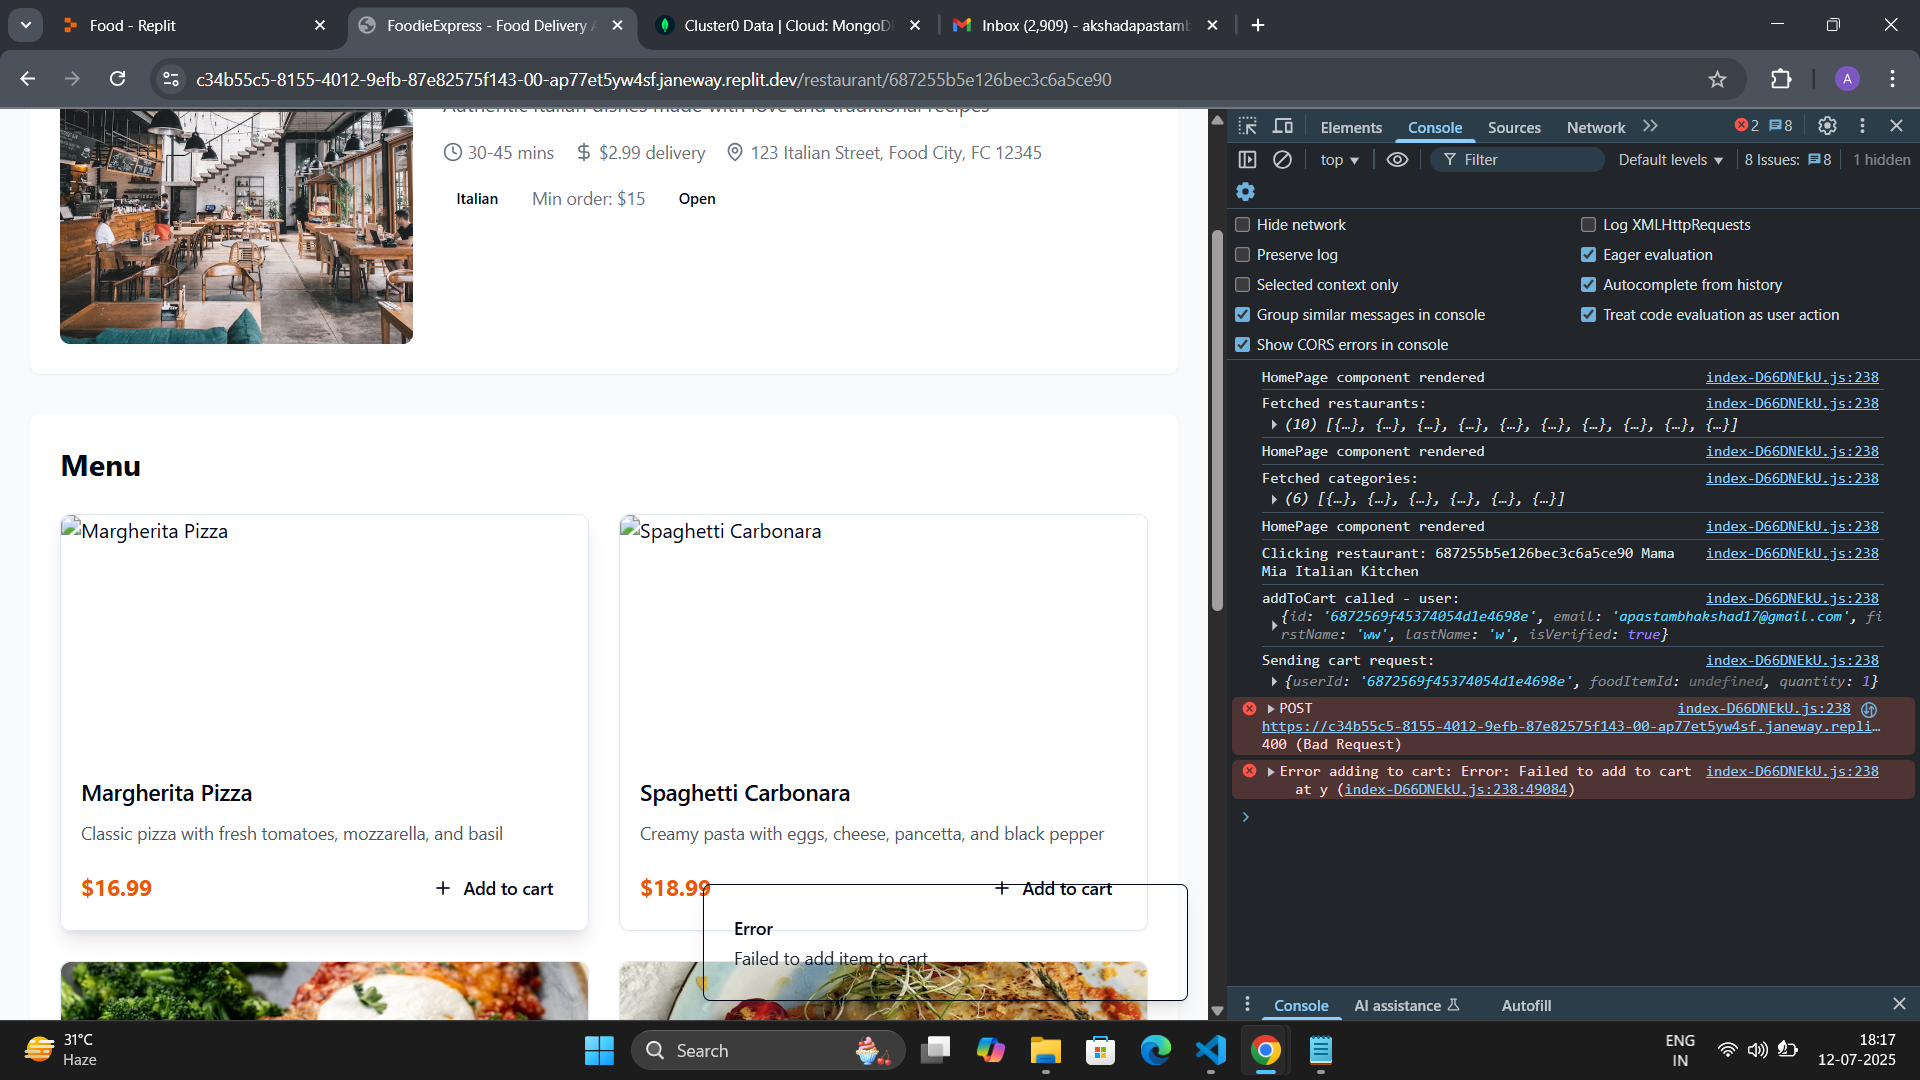 Food - Replit
FoodieExpress - Food Delivery A
Cluster0 Data | Cloud: MongoD
Inbox (2,909) - akshadapastamb
c34b55c5-8155-4012-9efb-87e82575f143-00-ap77et5yw4sf.janeway.replit.dev/restaurant/687255b5e126bec3c6a5ce90
A
Authentic Italian dishes made with love and traditional recipes
30-45 mins
$2.99 delivery
123 Italian Street, Food City, FC 12345
Italian
Min order: $15
Open
Menu
Margherita Pizza
Spaghetti Carbonara
Margherita Pizza
Classic pizza with fresh tomatoes, mozzarella, and basil
$16.99
Add to cart
Spaghetti Carbonara
Creamy pasta with eggs, cheese, pancetta, and black pepper
$18.99
Add to cart
Error
Failed to add item to cart
Elements
Console
Sources
Network
2
8
top
Filter
Default levels
8 Issues:
8
1 hidden
Hide network
Log XMLHttpRequests
Preserve log
Eager evaluation
Selected context only
Autocomplete from history
Group similar messages in console
Treat code evaluation as user action
Show CORS errors in console
HomePage component rendered index-D66DNEkU.js:238
Fetched restaurants: index-D66DNEkU.js:238
(10) [{…}, {…}, {…}, {…}, {…}, {…}, {…}, {…}, {…}, {…}]
HomePage component rendered index-D66DNEkU.js:238
Fetched categories: index-D66DNEkU.js:238
(6) [{…}, {…}, {…}, {…}, {…}, {…}]
HomePage component rendered index-D66DNEkU.js:238
Clicking restaurant: 687255b5e126bec3c6a5ce90 Mama index-D66DNEkU.js:238
Mia Italian Kitchen
addToCart called - user: index-D66DNEkU.js:238
{id: '6872569f45374054d1e4698e', email: 'apastambhakshad17@gmail.com', fi
rstName: 'ww', lastName: 'w', isVerified: true}
Sending cart request: index-D66DNEkU.js:238
{userId: '6872569f45374054d1e4698e', foodItemId: undefined, quantity: 1}
POST index-D66DNEkU.js:238
https://c34b55c5-8155-4012-9efb-87e82575f143-00-ap77et5yw4sf.janeway.repli…
400 (Bad Request)
Error adding to cart: Error: Failed to add to cart index-D66DNEkU.js:238
at y (index-D66DNEkU.js:238:49084)
Console
AI assistance
Autofill
31°C
Haze
Search
ENG
IN
18:17
12-07-2025